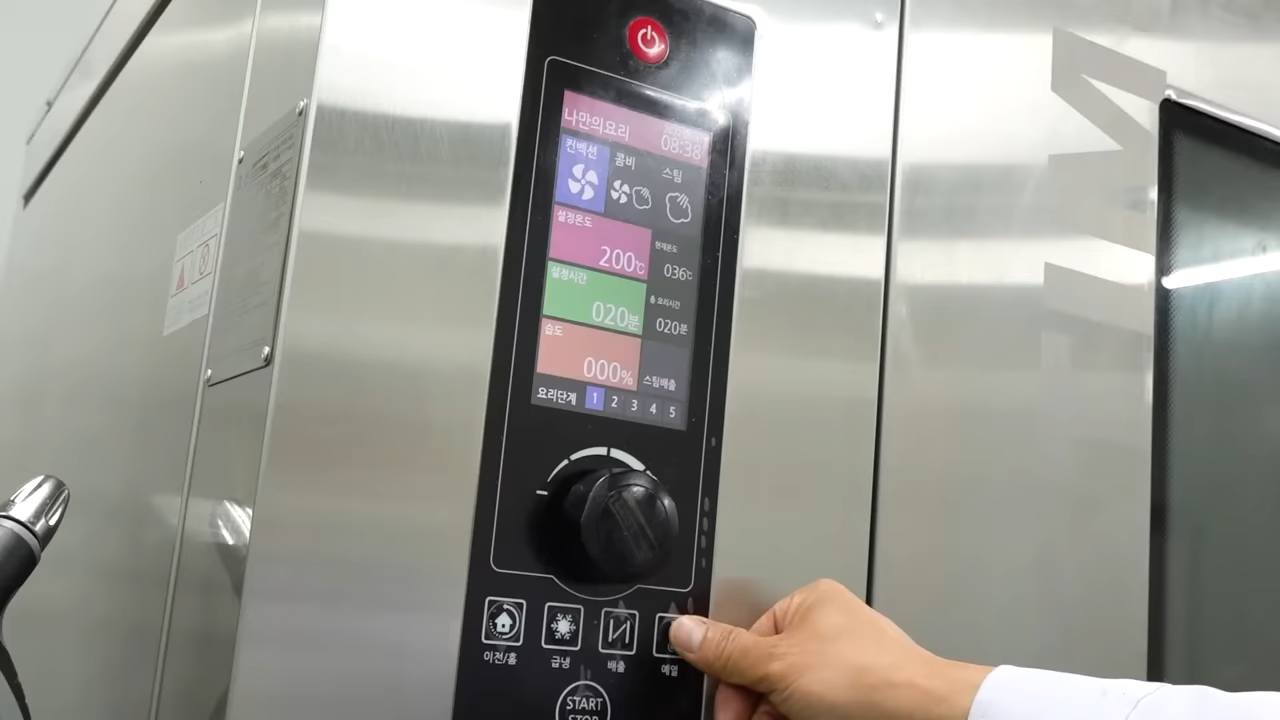 나만의요리
08:38
컨백션
콤비
스팀
설정온도
200℃
현재온도
036℃
설정시간
020분
총 요리시간
020분
습도
000%
스팀배출
요리단계 1 2 3 4 5
이전/홈
급냉
배출
예열
START
STOP